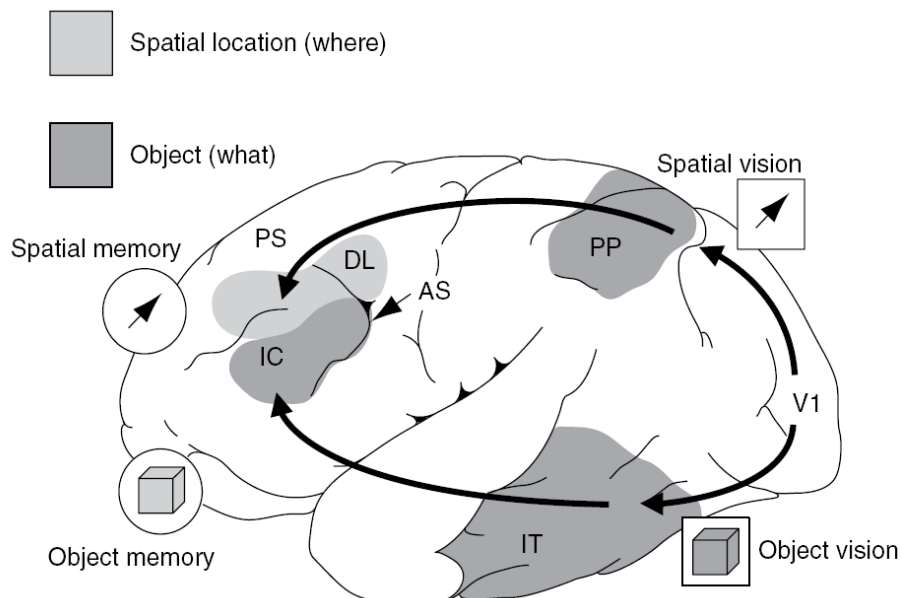 Spatial location (where)
Object (what)
Spatial vision
Spatial memory
PS
DL
PP
AS
IC
V1
IT
Object vision
Object memory